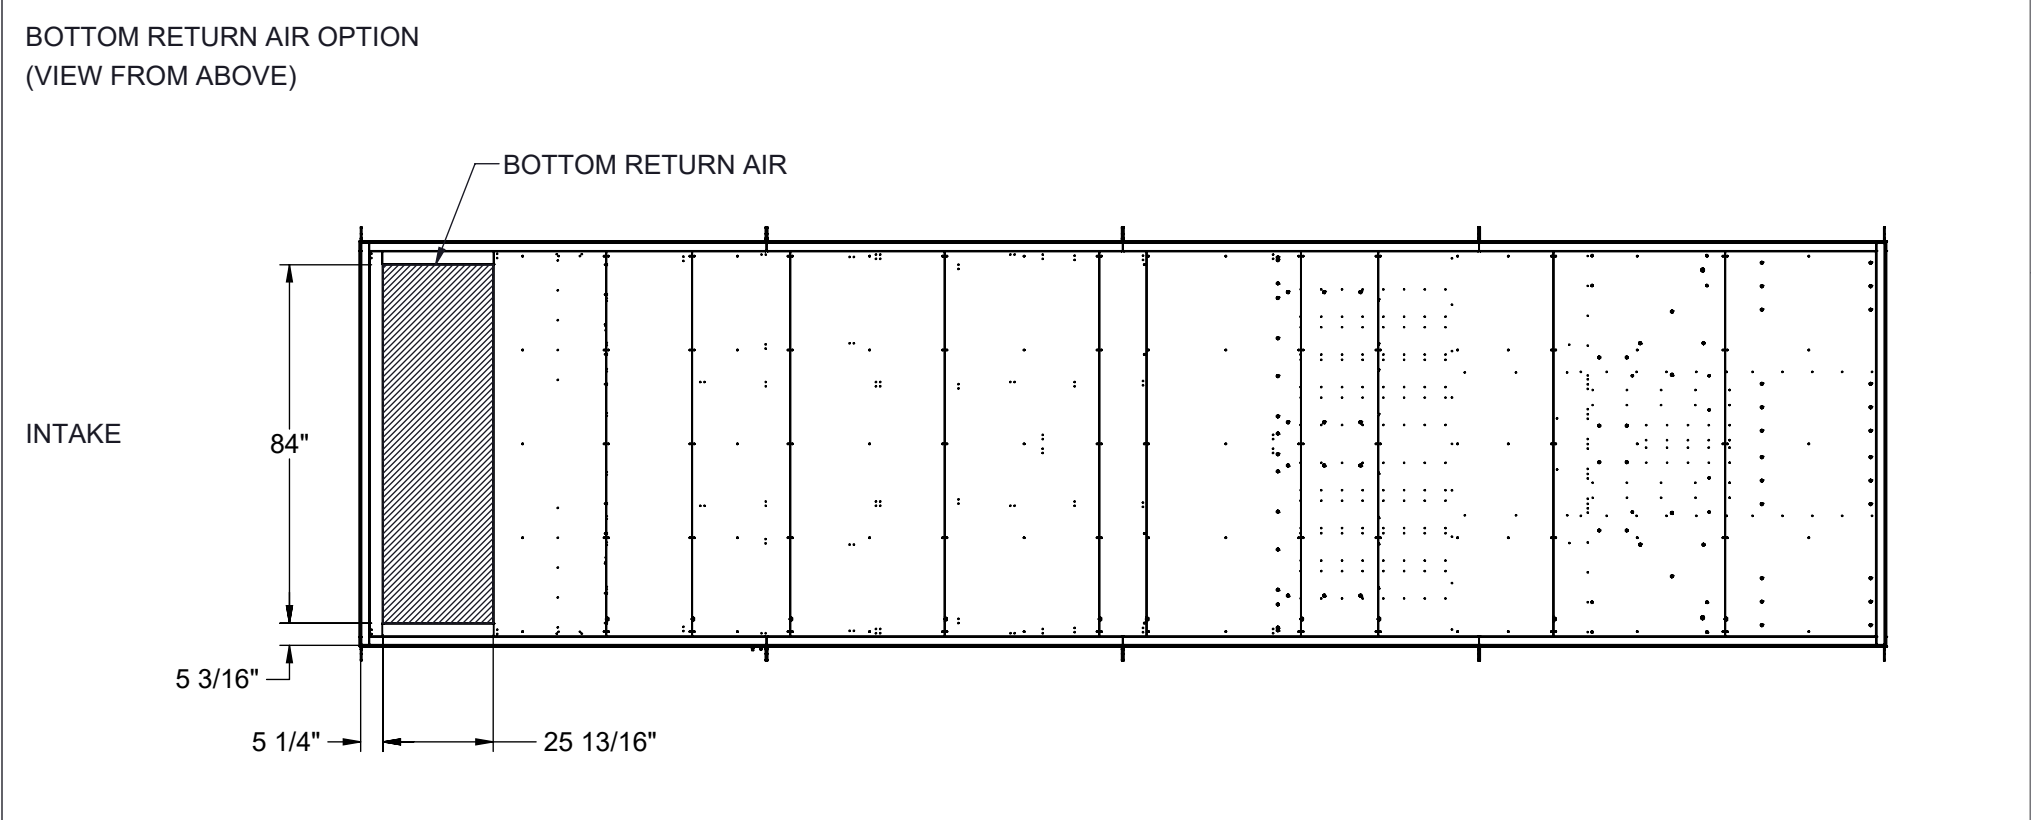 BOTTOM RETURN AIR OPTION
(VIEW FROM ABOVE)
BOTTOM RETURN AIR
INTAKE
84"
5 3/16"
5 1/4"
25 13/16"